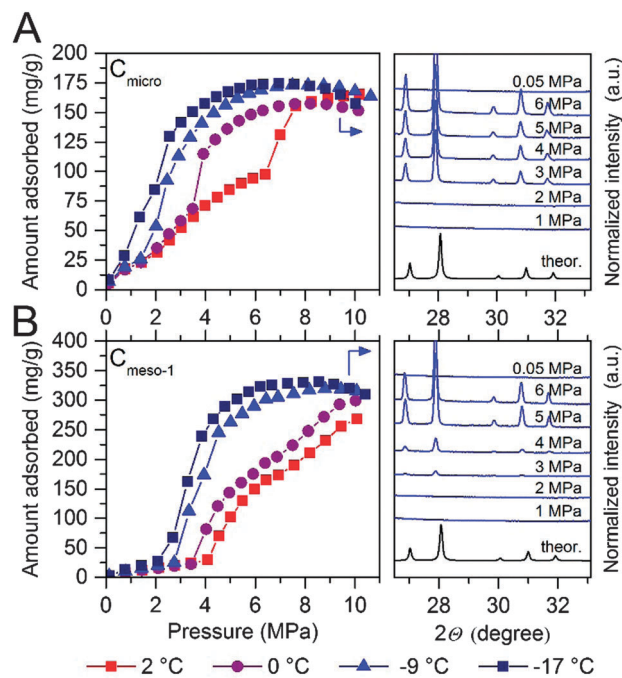 A
Amount adsorbed (mg/g)
200
175
150
125
100
75
50
25
0
C micro
0 2 4 6 8 10
0.05 MPa
6 MPa
5 MPa
4 MPa
3 MPa
2 MPa
1 MPa
theor.
28 30 32
Normalized intensity (a.u.)
B
Amount adsorbed (mg/g)
400
350
300
250
200
150
100
50
0
C meso-1
0 2 4 6 8 10
Pressure (MPa)
0.05 MPa
6 MPa
5 MPa
4 MPa
3 MPa
2 MPa
1 MPa
theor.
28 30 32
2Θ (degree)
Normalized intensity (a.u.)
2 °C 0 °C -9 °C -17 °C